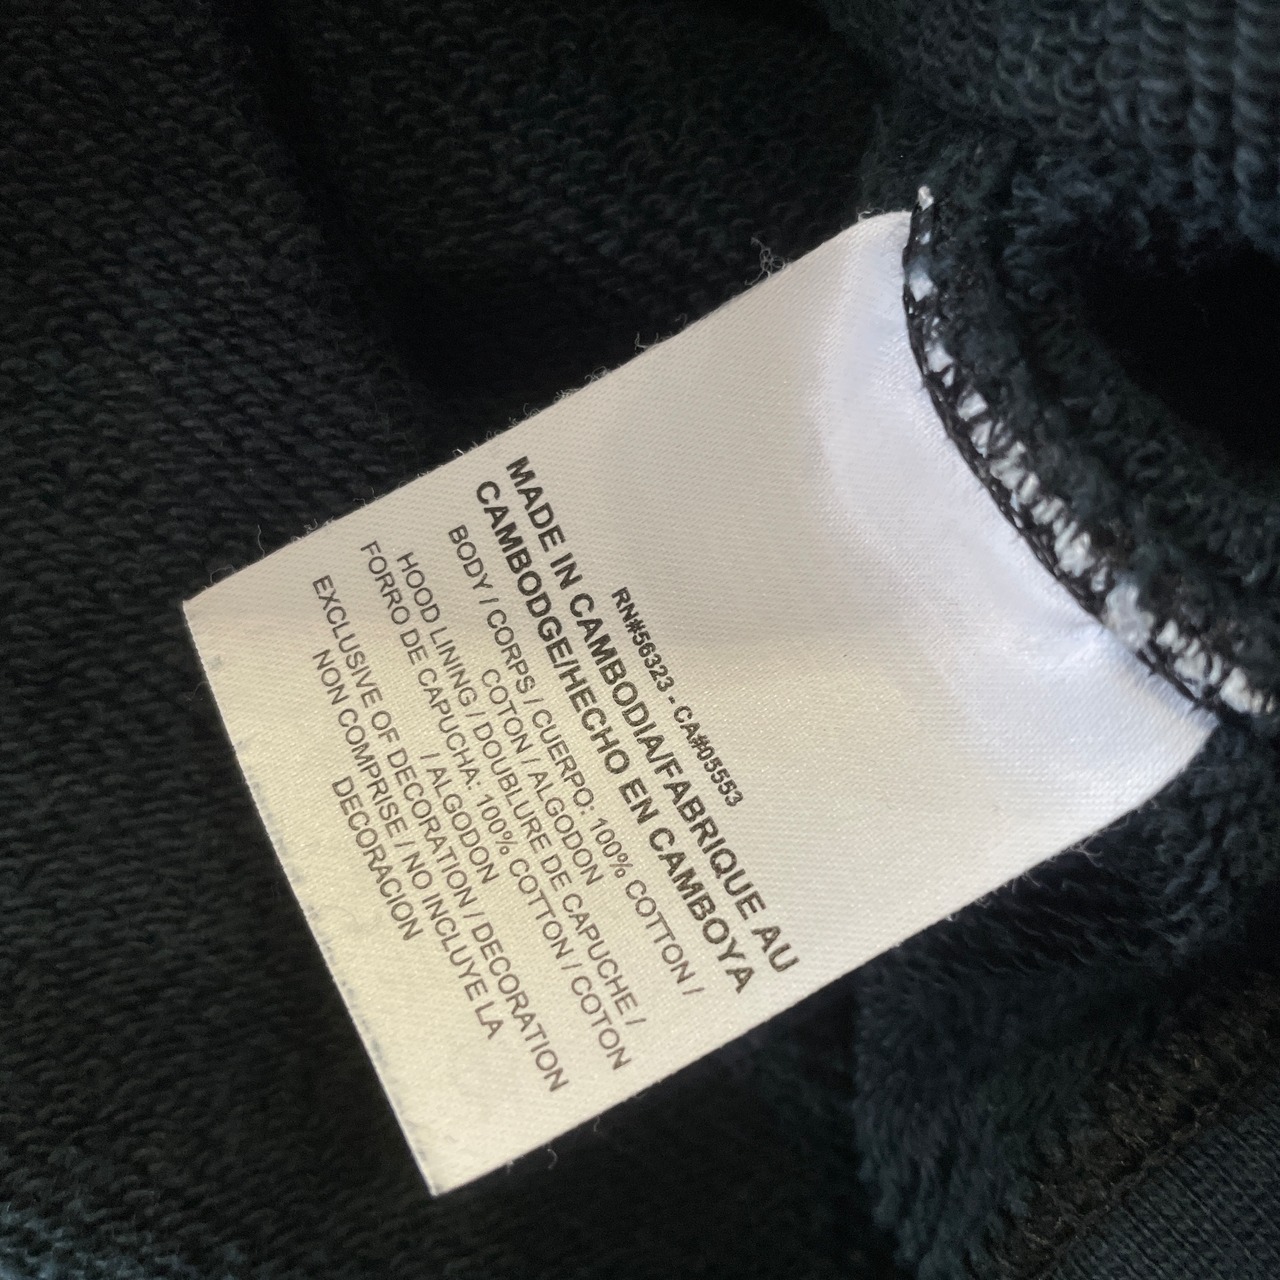 RN#56323 - CA#05553
MADE IN CAMBODIA/FABRIQUE AU
CAMBODGE/HECHO EN CAMBOYA
BODY / CORPS / CUERPO: 100% COTTON /
COTON / ALGODON
HOOD LINING / DOUBLURE DE CAPUCHE /
FORRO DE CAPUCHA: 100% COTTON / COTON
/ ALGODON
EXCLUSIVE OF DECORATION / DECORATION
NON COMPRISE / NO INCLUYE LA
DECORACION